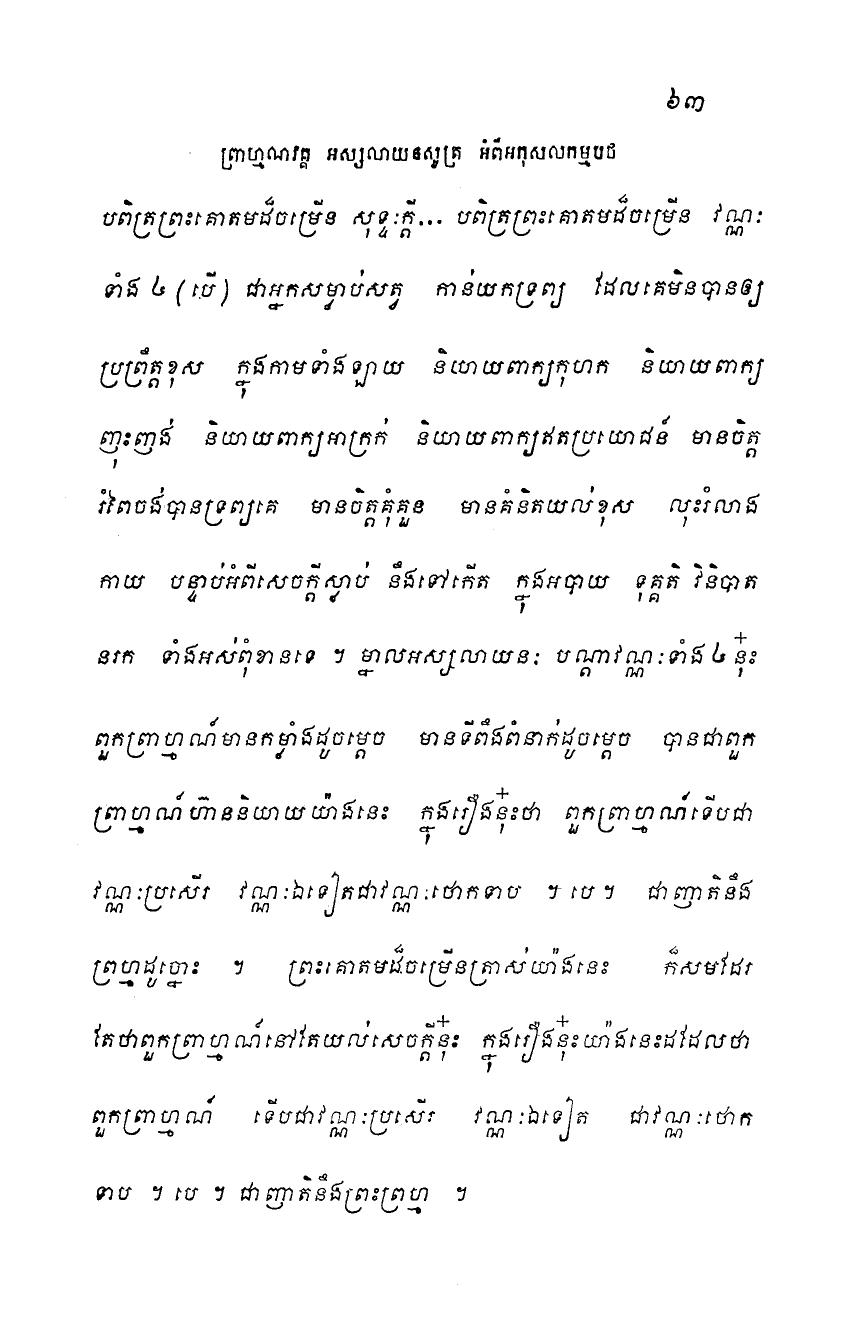 ៦៣
ព្រាហ្មណវគ្គ អស្សលាយនសូត្រ អំពីអកុសលកម្មបថ
បពិត្រព្រះគោតមដ៏ចម្រើន សុទ្ទៈក្តី... បពិត្រព្រះគោតមដ៏ចម្រើន វណ្ណៈ
ទាំង ៤ (បើ) ជាអ្នកសម្លាប់សត្វ កាន់យកទ្រព្យ ដែលគេមិនបានឲ្យ
ប្រព្រឹត្តខុស ក្នុងកាមទាំងឡាយ និយាយពាក្យកុហក និយាយពាក្យ
ញុះញង់ និយាយពាក្យអាក្រក់ និយាយពាក្យឥតប្រយោជន៍ មានចិត្ត
រំពៃចង់បានទ្រព្យគេ មានចិត្តគុំគួន មានគំនិតយល់ខុស លុះរំលាង
កាយ បន្ទាប់អំពីសេចក្តីស្លាប់ នឹងទៅកើត ក្នុងអបាយ ទុគ្គតិ វិនិបាត
នរក ទាំងអស់ពុំខានទេ ។ ម្នាលអស្សលាយនៈ បណ្តាវណ្ណៈទាំង ៤ នុ៎ះ
ពួកព្រាហ្មណ៍មានកម្លាំងដូចម្តេច មានទីពឹងពំនាក់ដូចម្តេច បានជាពួក
ព្រាហ្មណ៍ហ៊ាននិយាយយ៉ាងនេះ ក្នុងរឿងនុ៎ះថា ពួកព្រាហ្មណ៍ទើបជា
វណ្ណៈប្រសើរ វណ្ណៈឯទៀតជាវណ្ណៈថោកទាប ។ បេ ។ ជាញាតិនឹង
ព្រហ្មដូច្នោះ ។ ព្រះគោតមដ៏ចម្រើនត្រាស់យ៉ាងនេះ ក៏សមដែរ
តែថាពួកព្រាហ្មណ៍នៅតែយល់សេចក្តីនុ៎ះ ក្នុងរឿងនុ៎ះយ៉ាងនេះដដែលថា
ពួកព្រាហ្មណ៍ ទើបជាវណ្ណៈប្រសើរ វណ្ណៈឯទៀត ជាវណ្ណៈថោក
ទាប ។ បេ ។ ជាញាតិនឹងព្រះព្រហ្ម ។